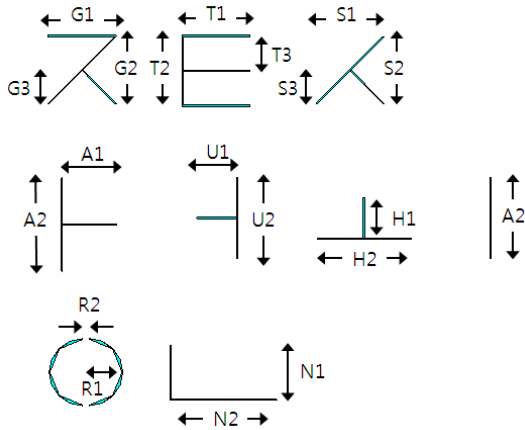 G1 T1 S1
G2 T2 T3 S2
G3 S3
A1 U1
A2 U2 H1 A2
H2
R2
R1 N1
N2